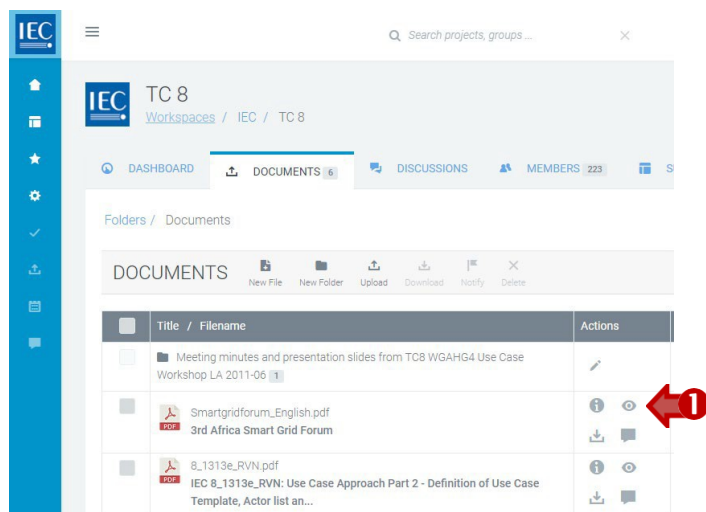 IEC
Search projects, groups ...
IEC
TC 8
Workspaces / IEC / TC 8
DASHBOARD DOCUMENTS 6 DISCUSSIONS MEMBERS 223 S
Folders / Documents
DOCUMENTS New File New Folder Upload Download Notify Delete
Title / Filename Actions
Meeting minutes and presentation slides from TC8 WGAHG4 Use Case
Workshop LA 2011-06 1
Smartgridforum_English.pdf
PDF 3rd Africa Smart Grid Forum
1
8_1313e_RVN.pdf
PDF IEC 8_1313e_RVN: Use Case Approach Part 2 - Definition of Use Case
Template, Actor list an...